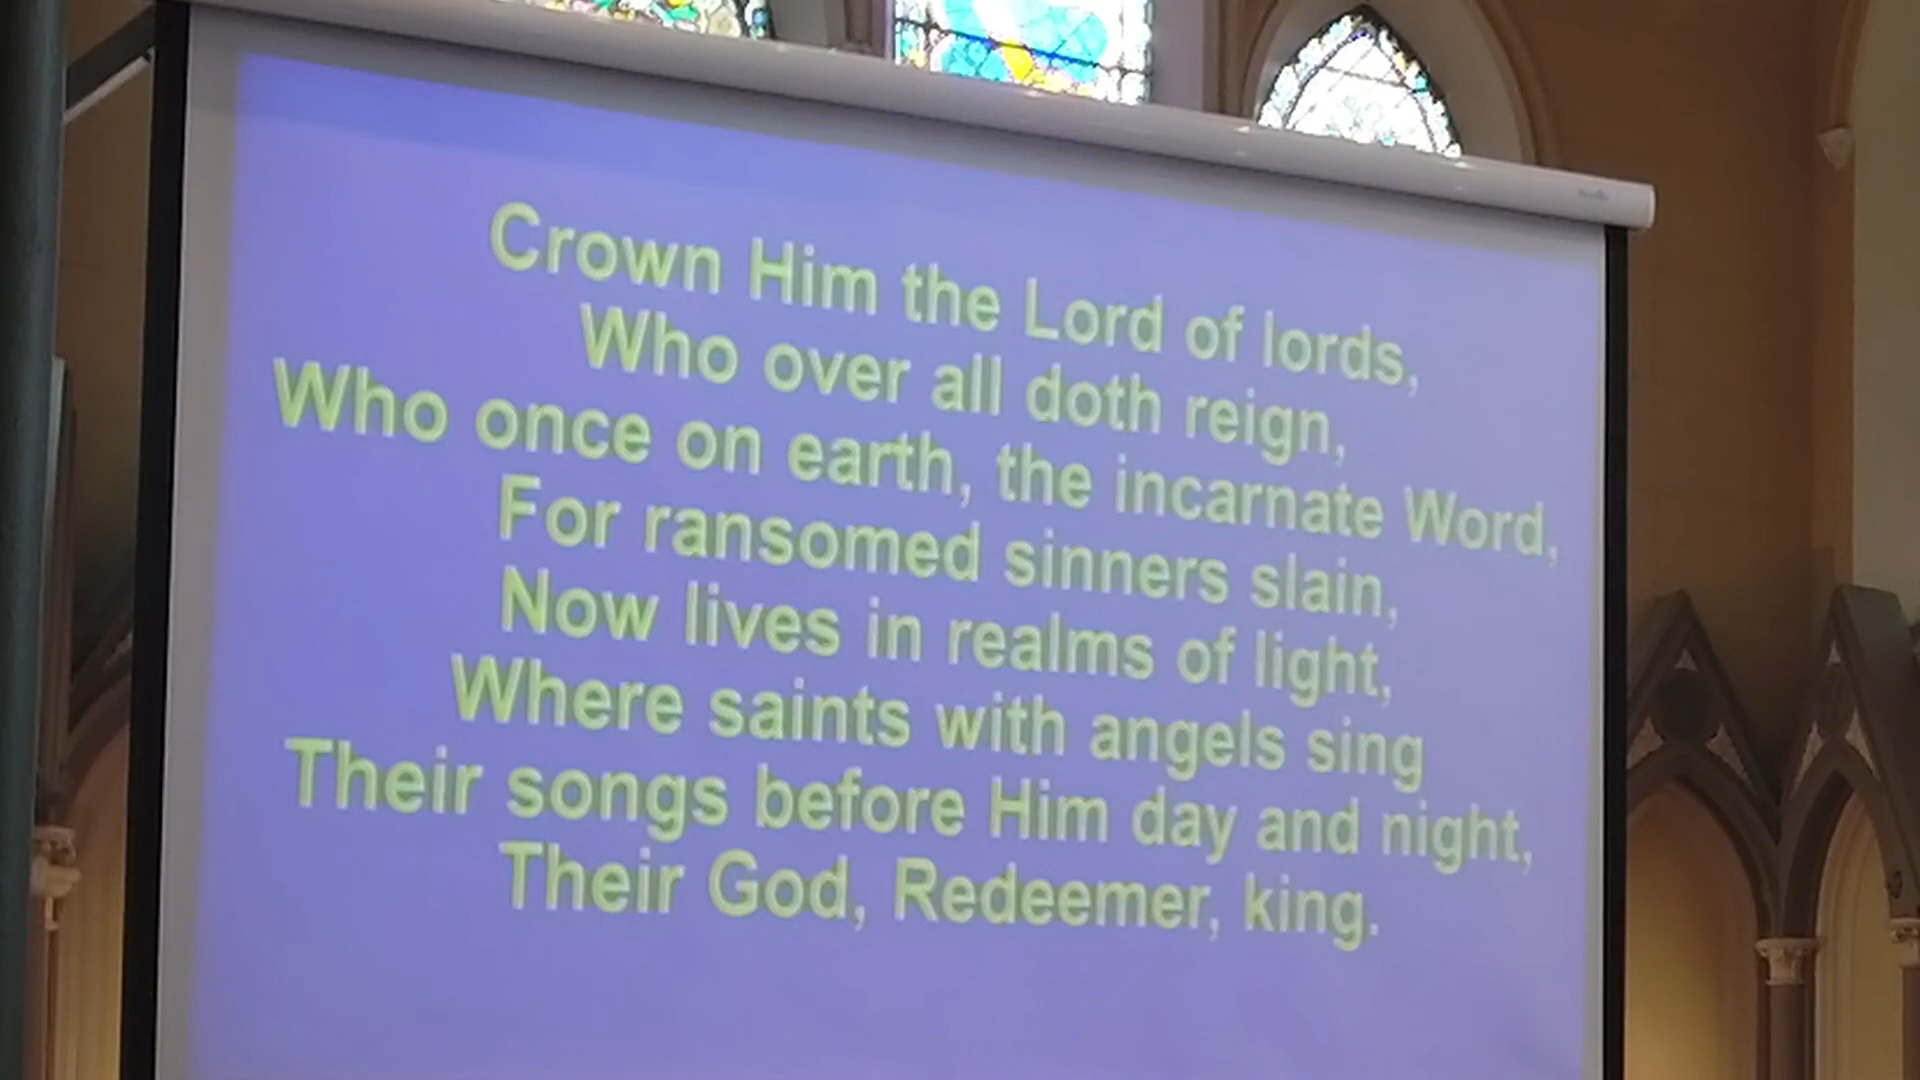 Crown Him the Lord of lords,
Who over all doth reign,
Who once on earth, the incarnate Word,
For ransomed sinners slain,
Now lives in realms of light,
Where saints with angels sing
Their songs before Him day and night,
Their God, Redeemer, king.